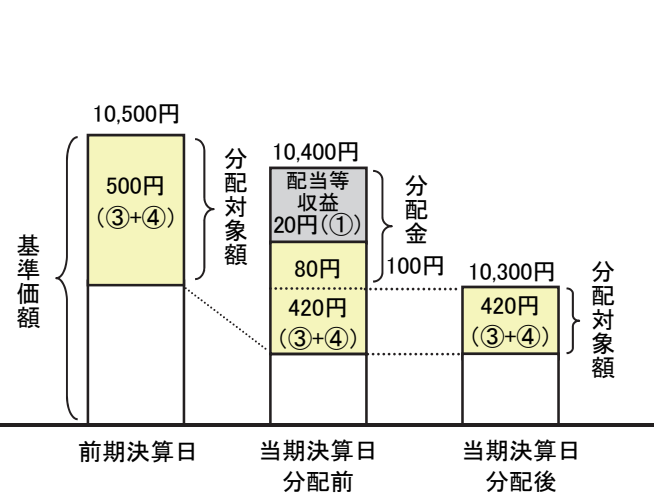 10,500円
500円
(③+④)
分配対象額
基準価額
前期決算日
10,400円
配当等
収益
20円(①)
80円
420円
(③+④)
分配金
100円
当期決算日
分配前
10,300円
420円
(③+④)
分配対象額
当期決算日
分配後